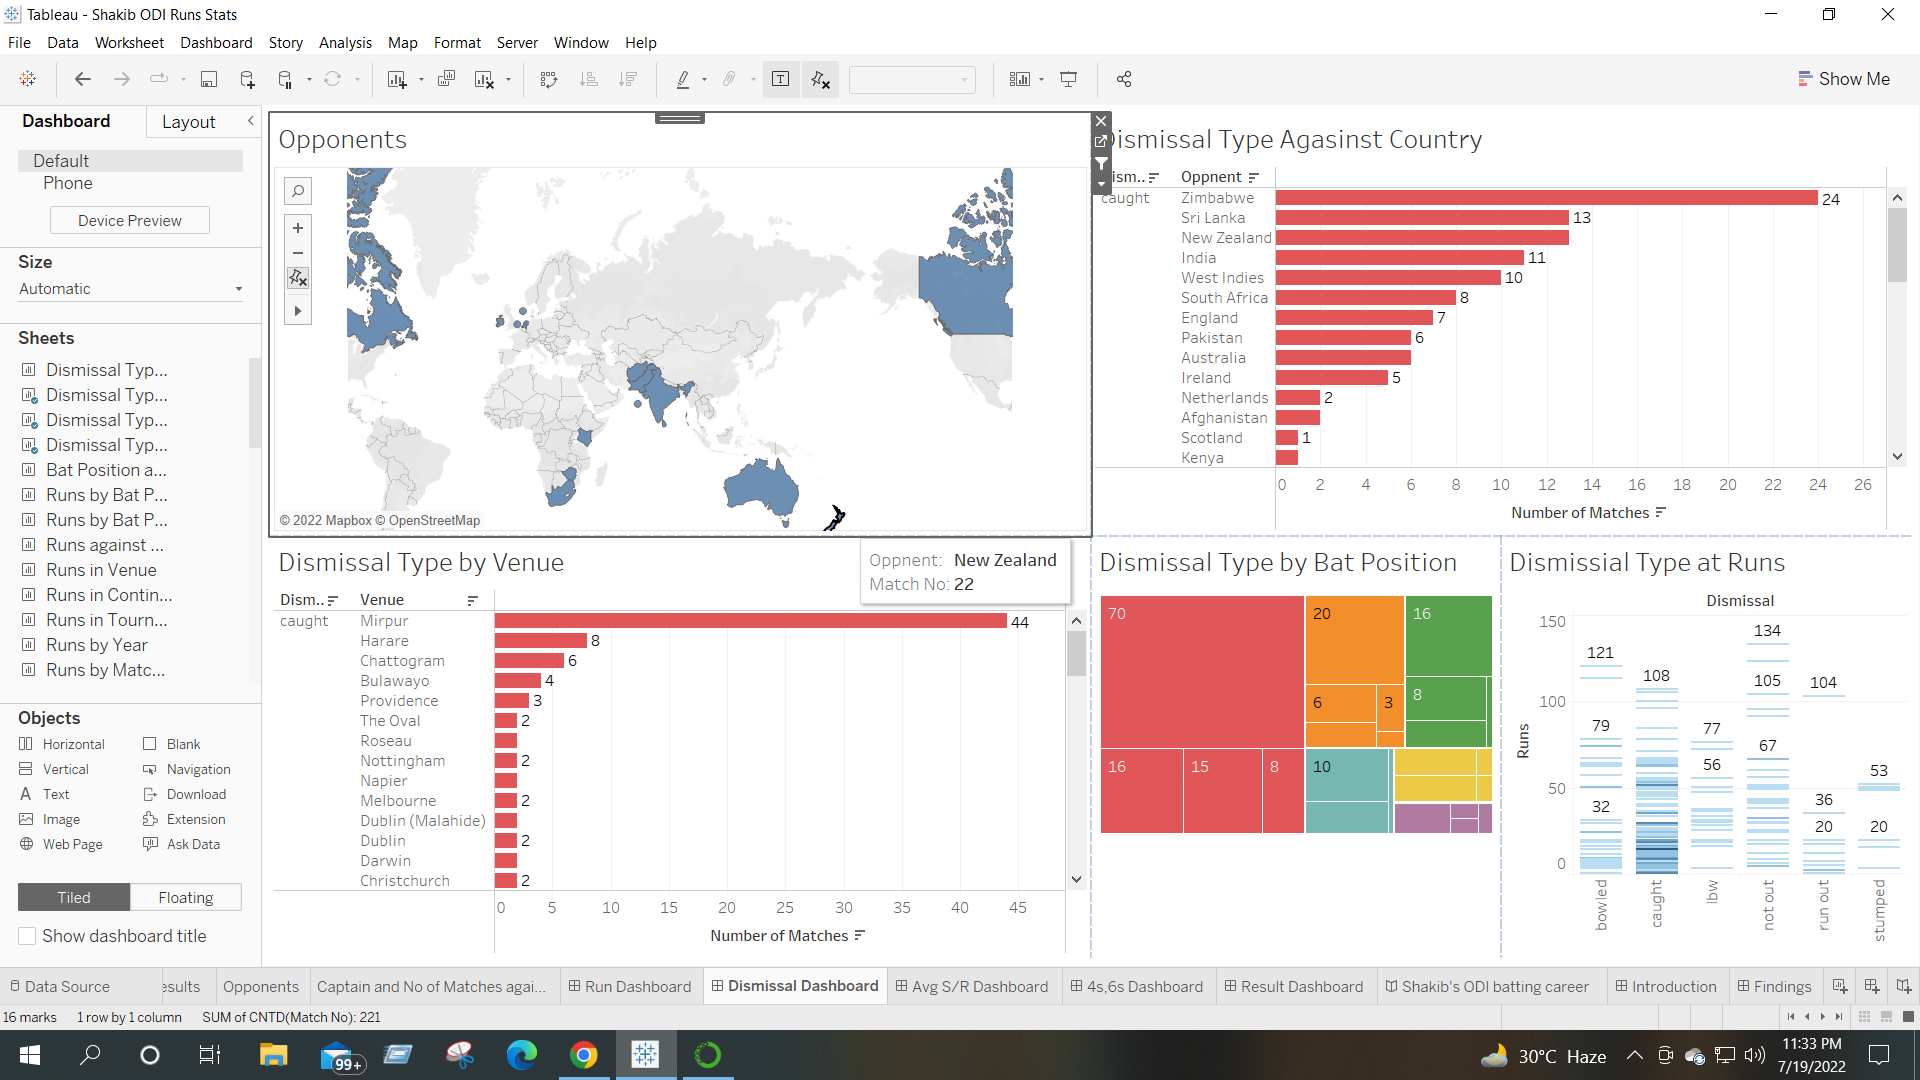 Tableau - Shakib ODI Runs Stats
File Data Worksheet Dashboard Story Analysis Map Format Server Window Help
Show Me
Dashboard Layout
Default
Phone
Device Preview
Size
Automatic
Sheets
Dismissal Typ...
Dismissal Typ...
Dismissal Typ...
Dismissal Typ...
Bat Position a...
Runs by Bat P...
Runs by Bat P...
Runs against ...
Runs in Venue
Runs in Contin...
Runs in Tourn...
Runs by Year
Runs by Matc...
Objects
Horizontal Blank
Vertical Navigation
Text Download
Image Extension
Web Page Ask Data
Tiled Floating
Show dashboard title
Opponents
© 2022 Mapbox © OpenStreetMap
Oppnent: New Zealand
Match No: 22
Dismissal Type Agasinst Country
ism.. Oppnent
caught Zimbabwe 24
Sri Lanka 13
New Zealand
India 11
West Indies 10
South Africa 8
England 7
Pakistan 6
Australia
Ireland 5
Netherlands 2
Afghanistan
Scotland 1
Kenya
0 2 4 6 8 10 12 14 16 18 20 22 24 26
Number of Matches
Dismissal Type by Venue
Dism.. Venue
caught Mirpur 44
Harare 8
Chattogram 6
Bulawayo 4
Providence 3
The Oval 2
Roseau
Nottingham 2
Napier
Melbourne 2
Dublin (Malahide)
Dublin 2
Darwin
Christchurch 2
0 5 10 15 20 25 30 35 40 45
Number of Matches
Dismissal Type by Bat Position
70 20 16
6 3 8
16 15 8 10
Dismissial Type at Runs
Dismissal
Runs
150
100
50
0
121 79 32
108
77 56
134 105 67
104 36 20
53 20
bowled caught lbw not out run out stumped
Data Source esults Opponents Captain and No of Matches agai... Run Dashboard Dismissal Dashboard Avg S/R Dashboard 4s,6s Dashboard Result Dashboard Shakib's ODI batting career Introduction Findings
16 marks 1 row by 1 column SUM of CNTD(Match No): 221
99+
30°C Haze
11:33 PM
7/19/2022